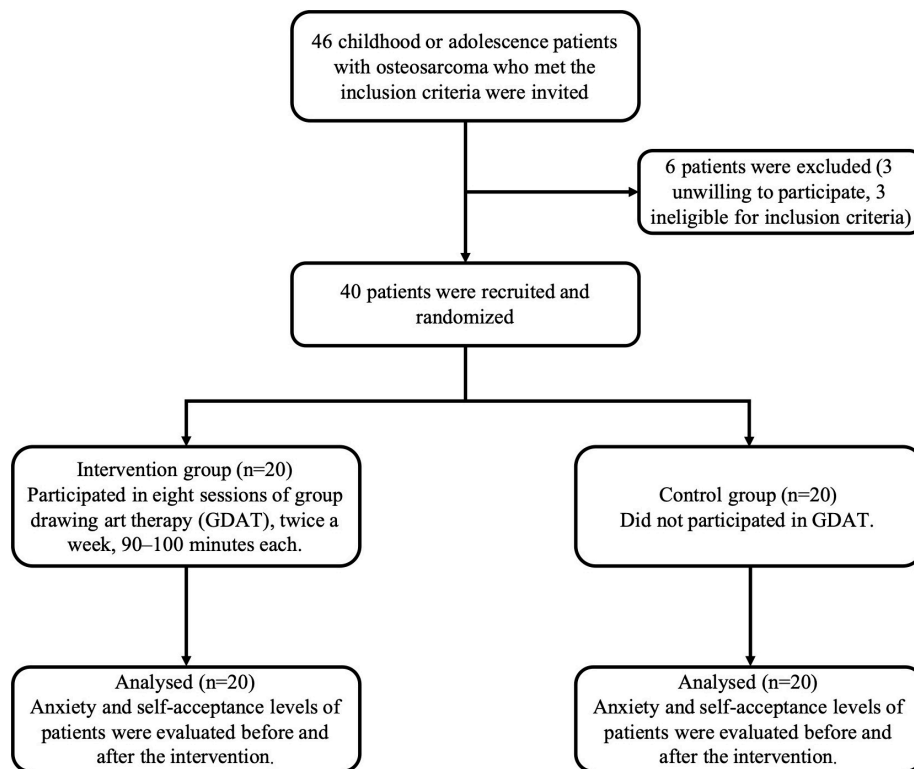 46 childhood or adolescence patients
with osteosarcoma who met the
inclusion criteria were invited
6 patients were excluded (3
unwilling to participate, 3
ineligible for inclusion criteria)
40 patients were recruited and
randomized
Intervention group (n=20)
Participated in eight sessions of group
drawing art therapy (GDAT), twice a
week, 90–100 minutes each.
Control group (n=20)
Did not participated in GDAT.
Analysed (n=20)
Anxiety and self-acceptance levels of
patients were evaluated before and
after the intervention.
Analysed (n=20)
Anxiety and self-acceptance levels of
patients were evaluated before and
after the intervention.